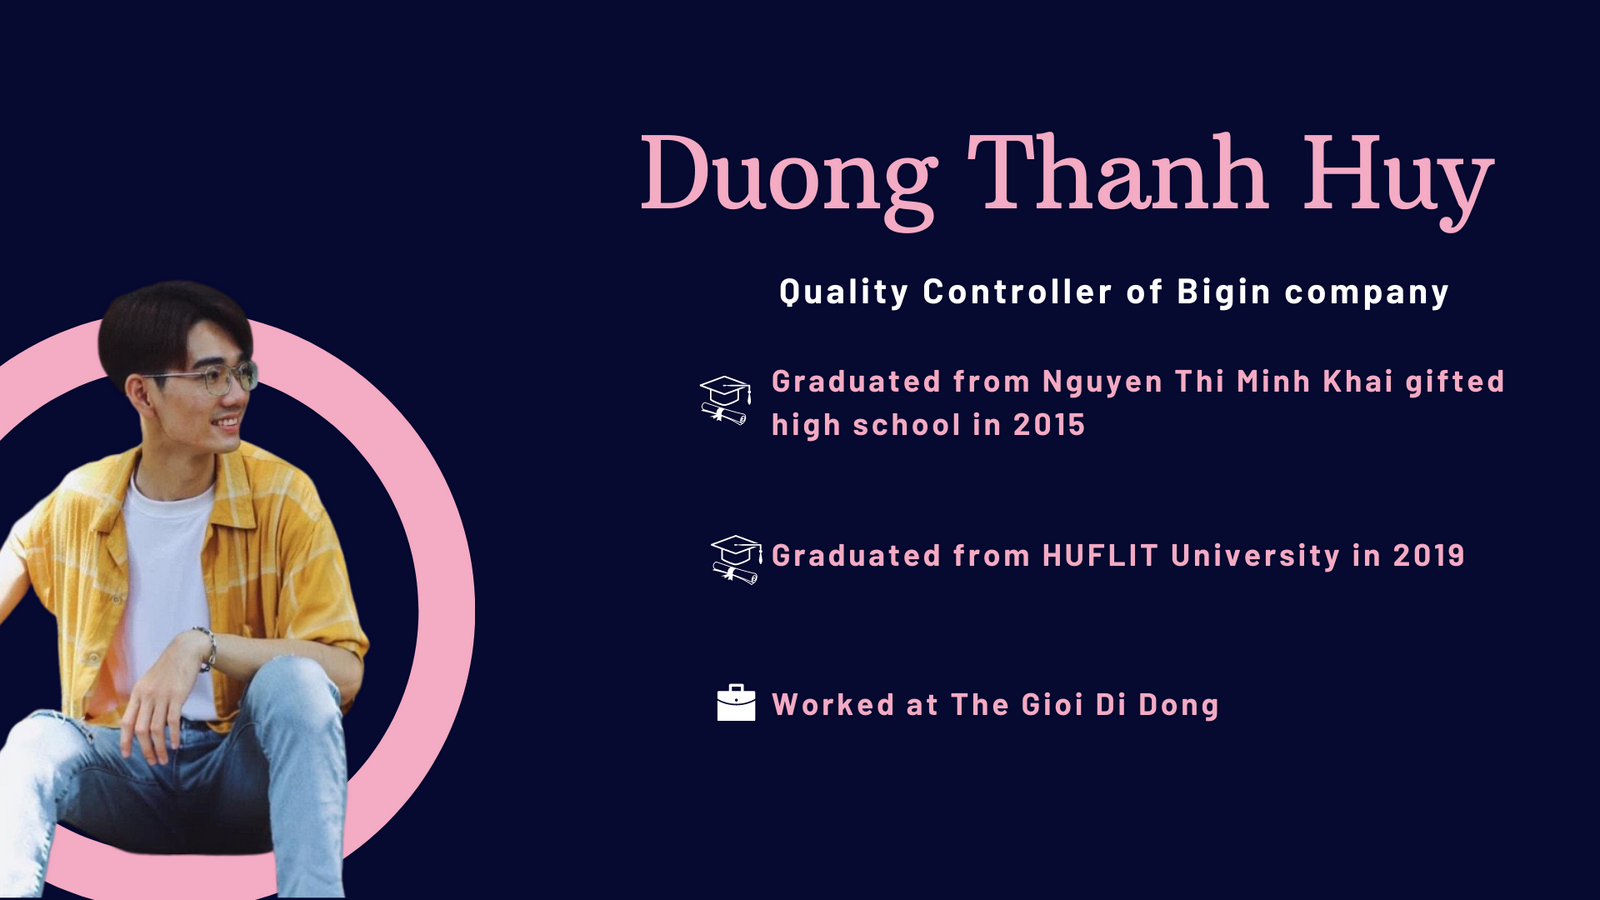 Duong Thanh Huy
Quality Controller of Bigin company
Graduated from Nguyen Thi Minh Khai gifted
high school in 2015
Graduated from HUFLIT University in 2019
Worked at The Gioi Di Dong